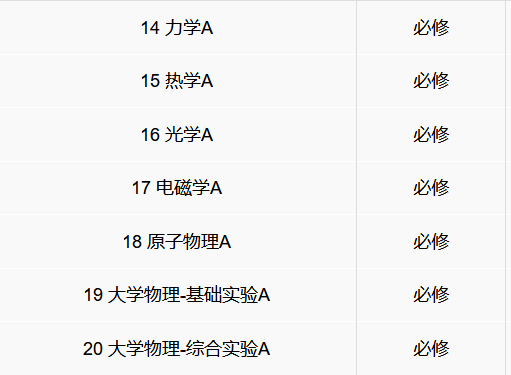 14 力学A 必修
15 热学A 必修
16 光学A 必修
17 电磁学A 必修
18 原子物理A 必修
19 大学物理-基础实验A 必修
20 大学物理-综合实验A 必修